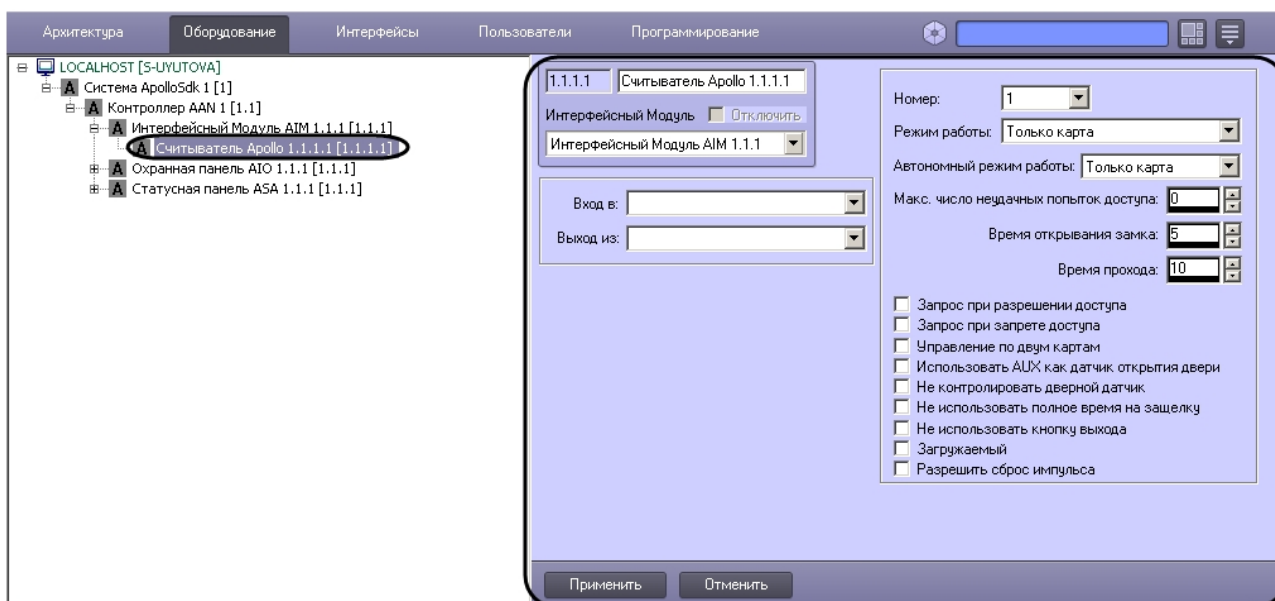 Архитектура Оборудование Интерфейсы Пользователи Программирование
LOCALHOST [S-UYUTOVA]
A Система ApolloSdk 1 [1]
A Контроллер AAN 1 [1.1]
A Интерфейсный Модуль AIM 1.1.1 [1.1.1]
A Считыватель Apollo 1.1.1.1 [1.1.1.1]
A Охранная панель AIO 1.1.1 [1.1.1]
A Статусная панель ASA 1.1.1 [1.1.1]
1.1.1.1 Считыватель Apollo 1.1.1.1
Интерфейсный Модуль Отключить
Интерфейсный Модуль AIM 1.1.1
Вход в:
Выход из:
Номер: 1
Режим работы: Только карта
Автономный режим работы: Только карта
Макс. число неудачных попыток доступа: 0
Время открывания замка: 5
Время прохода: 10
Запрос при разрешении доступа
Запрос при запрете доступа
Управление по двум картам
Использовать AUX как датчик открытия двери
Не контролировать дверной датчик
Не использовать полное время на защелку
Не использовать кнопку выхода
Загружаемый
Разрешить сброс импульса
Применить Отменить